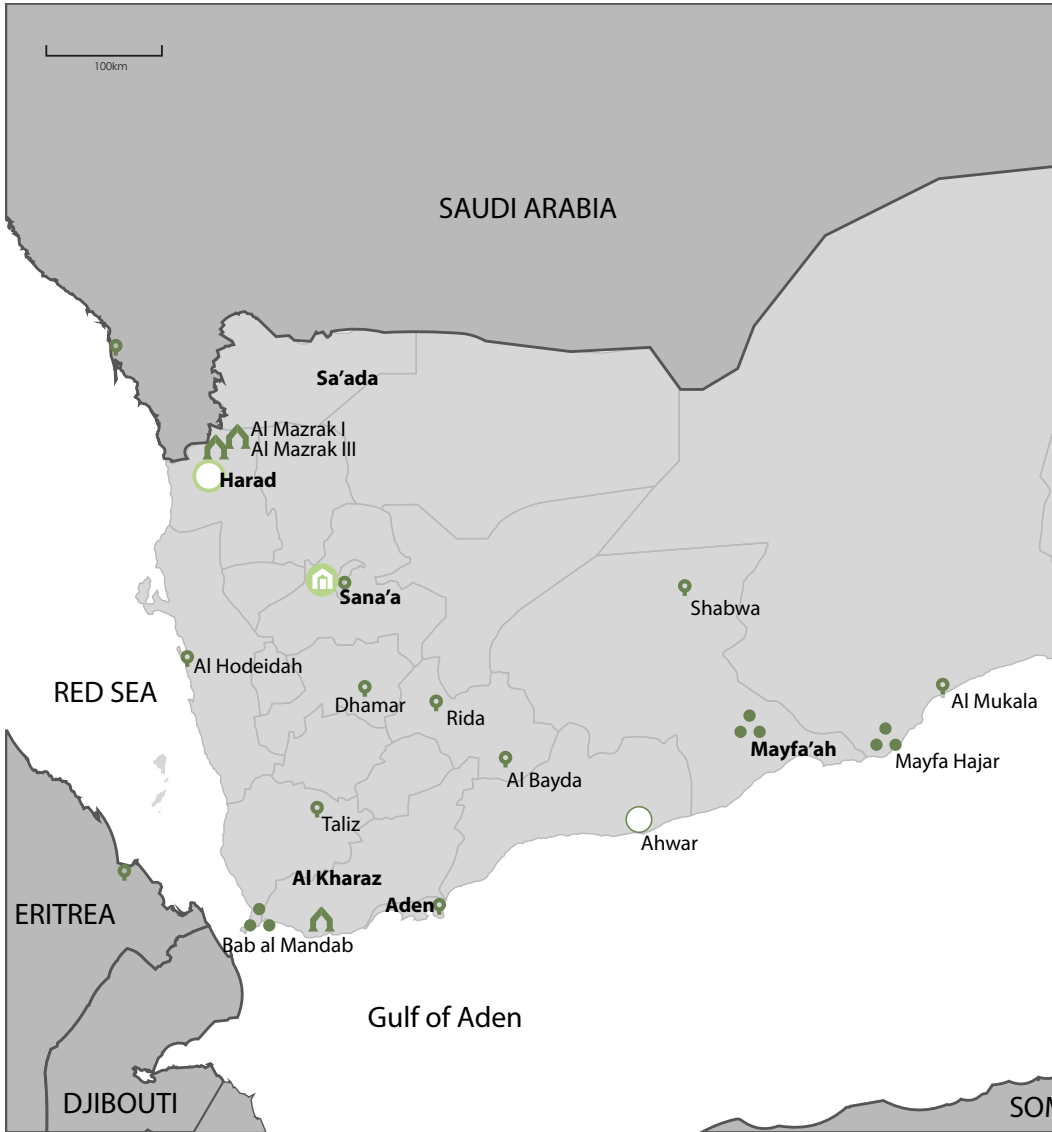 100km
SAUDI ARABIA
Sa'ada
Al Mazrak I
Al Mazrak III
Harad
Sana'a
Shabwa
Al Hodeidah
RED SEA
Dhamar
Rida
Al Mukala
Mayfa'ah
Mayfa Hajar
Al Bayda
Taliz
Ahwar
Al Kharaz
Aden
ERITREA
Bab al Mandab
Gulf of Aden
DJIBOUTI
SOM